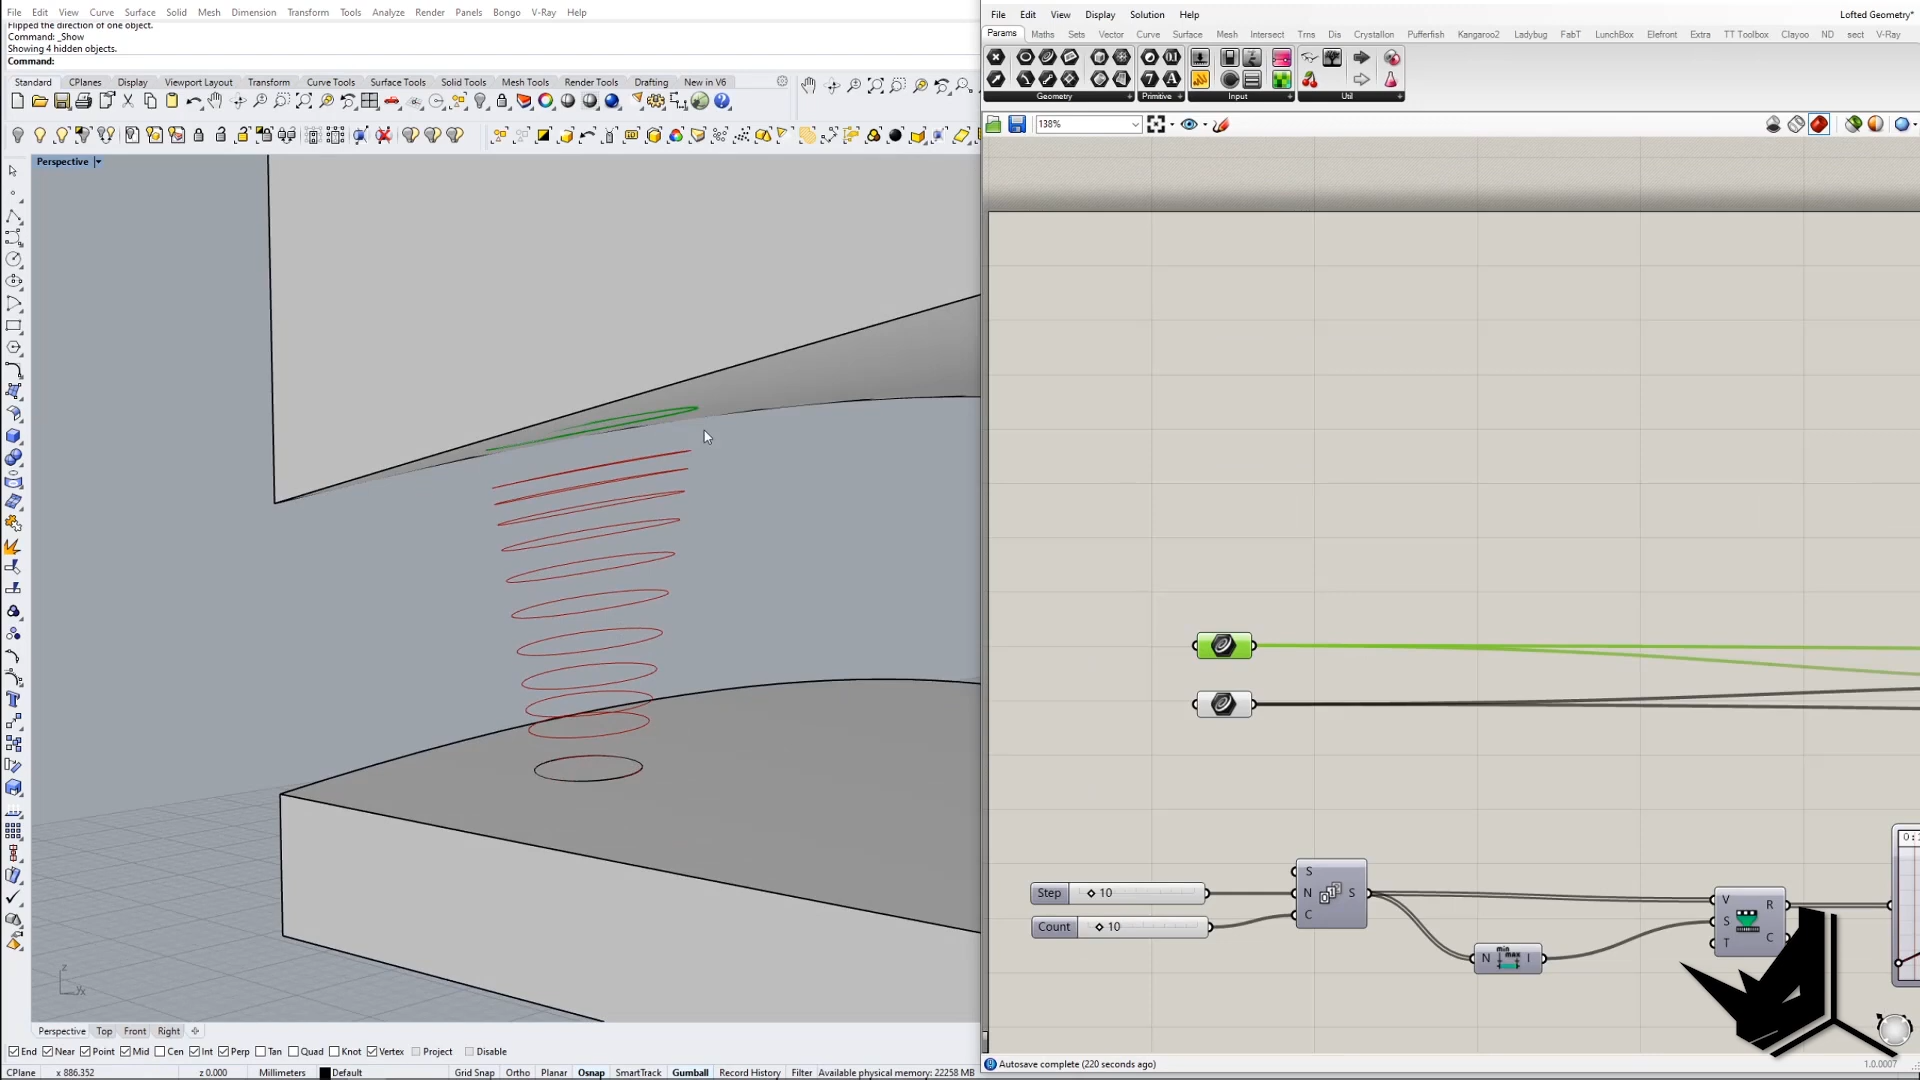 File Edit View Curve Surface Solid Mesh Dimension Transform Tools Analyze Render Panels Bongo V-Ray Help
Flipped the direction of one object.
Command: _Show
Showing 4 hidden objects.
Command:
Standard CPlanes Display Viewport Layout Transform Curve Tools Surface Tools Solid Tools Mesh Tools Render Tools Drafting New in V6
Perspective
z
y x
Perspective Top Front Right
End Near Point Mid Cen Int Perp Tan Quad Knot Vertex Project Disable
CPlane x 886.352 z 0.000 Millimeters Default Grid Snap Ortho Planar Osnap SmartTrack Gumball Record History Filter Available physical memory: 22258 MB
File Edit View Display Solution Help Lofted Geometry*
Params Maths Sets Vector Curve Surface Mesh Intersect Trns Dis Crystallon Pufferfish Kangaroo2 Ladybug FabT LunchBox Elefront Extra TT Toolbox Clayoo ND sect V-Ray
Geometry Primitive Input Util
138%
Step 10
Count 10
S
N
C
S
N
min
max
I
V
S
T
R
C
Autosave complete (220 seconds ago) 1.0.0007